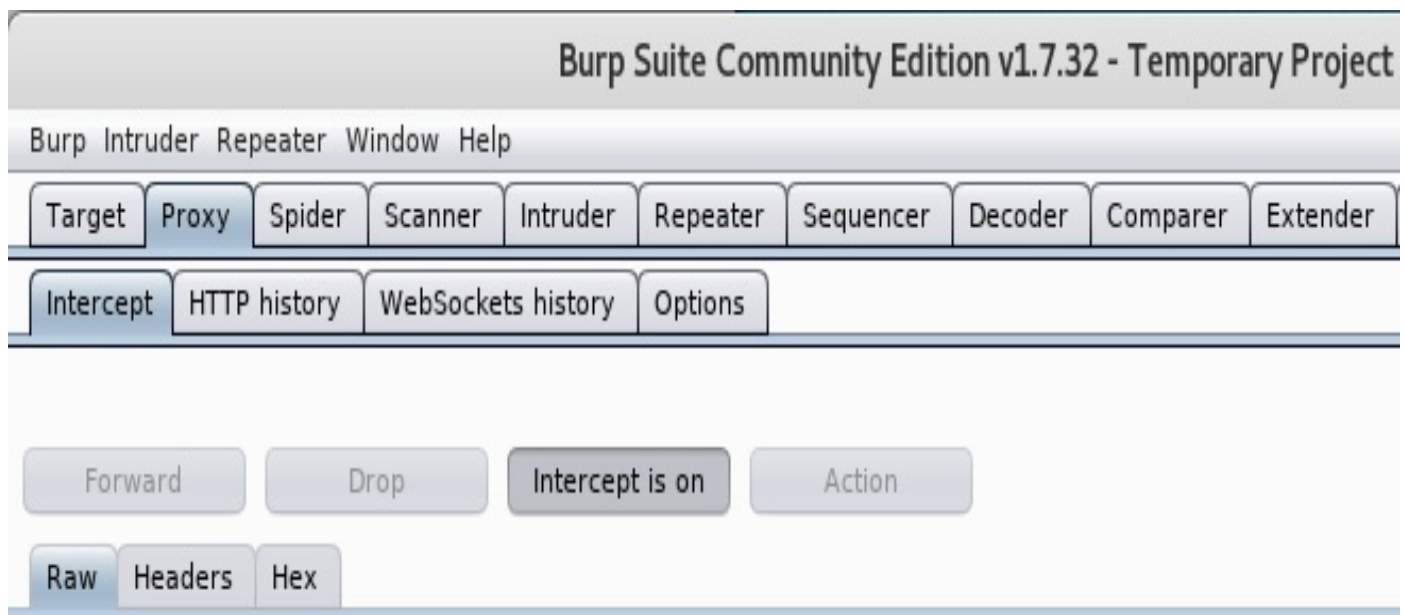 Burp Suite Community Edition v1.7.32 - Temporary Project
Burp Intruder Repeater Window Help
Target Proxy Spider Scanner Intruder Repeater Sequencer Decoder Comparer Extender
Intercept HTTP history WebSockets history Options
Forward Drop Intercept is on Action
Raw Headers Hex